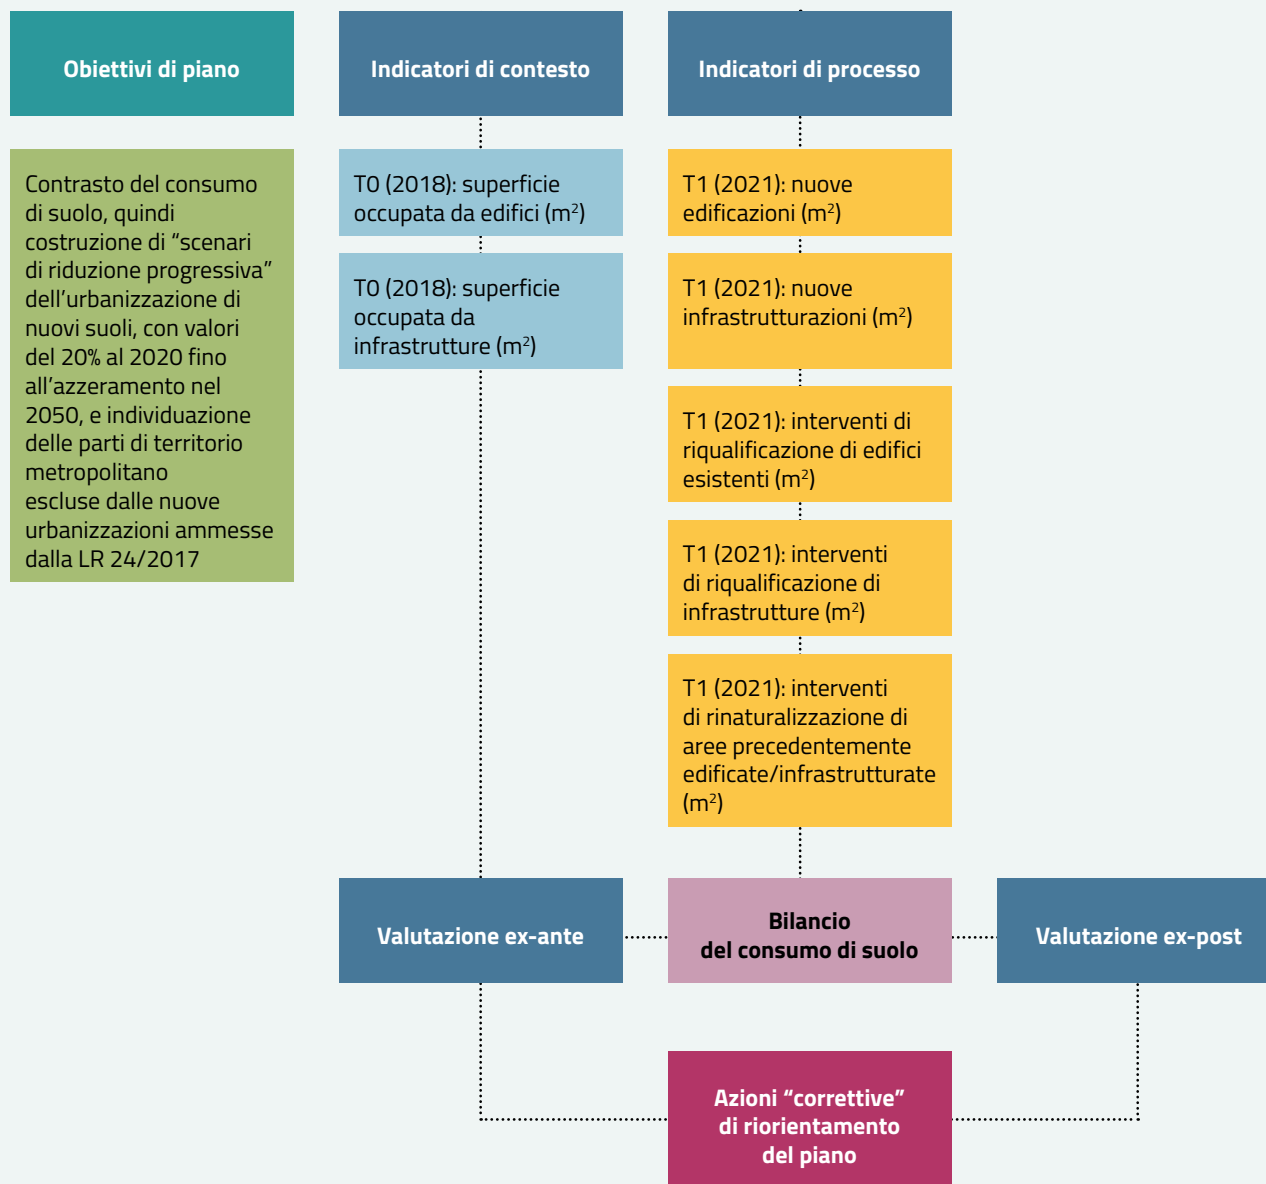 Obiettivi di piano
Contrasto del consumo
di suolo, quindi
costruzione di “scenari
di riduzione progressiva”
dell’urbanizzazione di
nuovi suoli, con valori
del 20% al 2020 fino
all’azzeramento nel
2050, e individuazione
delle parti di territorio
metropolitano
escluse dalle nuove
urbanizzazioni ammesse
dalla LR 24/2017
Indicatori di contesto
T0 (2018): superficie
occupata da edifici (m²)
T0 (2018): superficie
occupata da
infrastrutture (m²)
Indicatori di processo
T1 (2021): nuove
edificazioni (m²)
T1 (2021): nuove
infrastrutturazioni (m²)
T1 (2021): interventi di
riqualificazione di edifici
esistenti (m²)
T1 (2021): interventi
di riqualificazione di
infrastrutture (m²)
T1 (2021): interventi
di rinaturalizzazione di
aree precedentemente
edificate/infrastrutturate
(m²)
Valutazione ex-ante
Bilancio
del consumo di suolo
Valutazione ex-post
Azioni “correttive”
di riorientamento
del piano